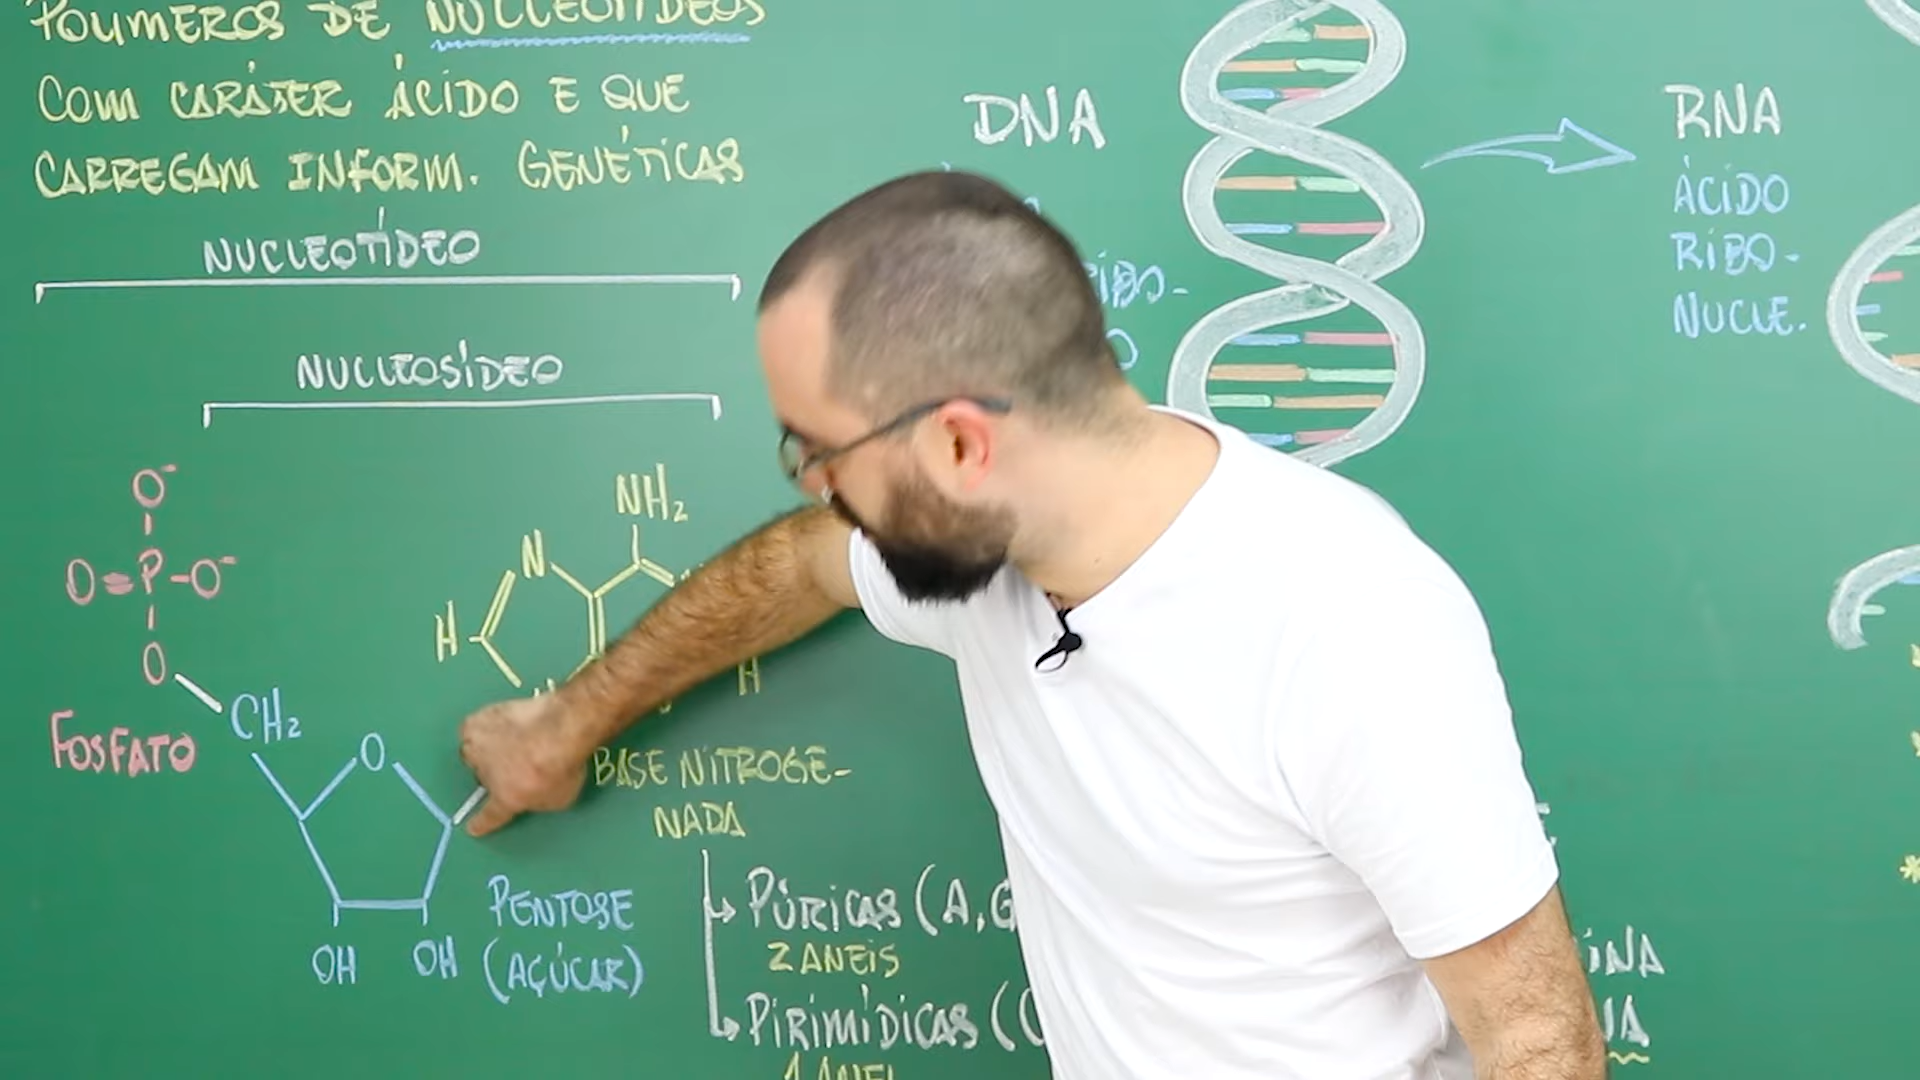 POLÍMEROS DE NUCLEOTÍDEOS
COM CARÁTER ÁCIDO E QUE
CARREGAM INFORM. GENÉTICAS
NUCLEOTÍDEO
NUCLEOSÍDEO
O⁻
O=P-O⁻
O
FOSFATO
CH₂
O
OH OH
PENTOSE
(AÇÚCAR)
NH₂
N
H
H
BASE NITROGE-
NADA
PÚRICAS (A,G
2 ANEIS
PIRIMÍDICAS (C
1 ANEL
DNA
RNA
ÁCIDO
RIBO-
NUCLE.